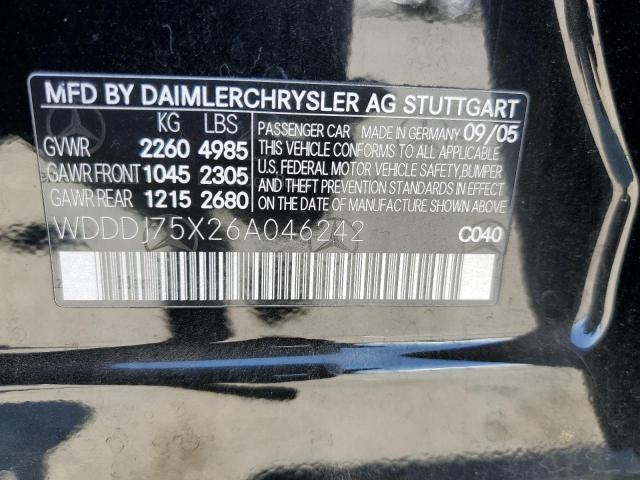 MFD BY DAIMLERCHRYSLER AG STUTTGART
KG LBS
GVWR 2260 4985
GAWR FRONT 1045 2305
GAWR REAR 1215 2680
PASSENGER CAR MADE IN GERMANY 09/05
THIS VEHICLE CONFORMS TO ALL APPLICABLE
U.S. FEDERAL MOTOR VEHICLE SAFETY, BUMPER
AND THEFT PREVENTION STANDARDS IN EFFECT
ON THE DATE OF MANUFACTURE SHOWN ABOVE.
WDDDJ75X26A046242 C040